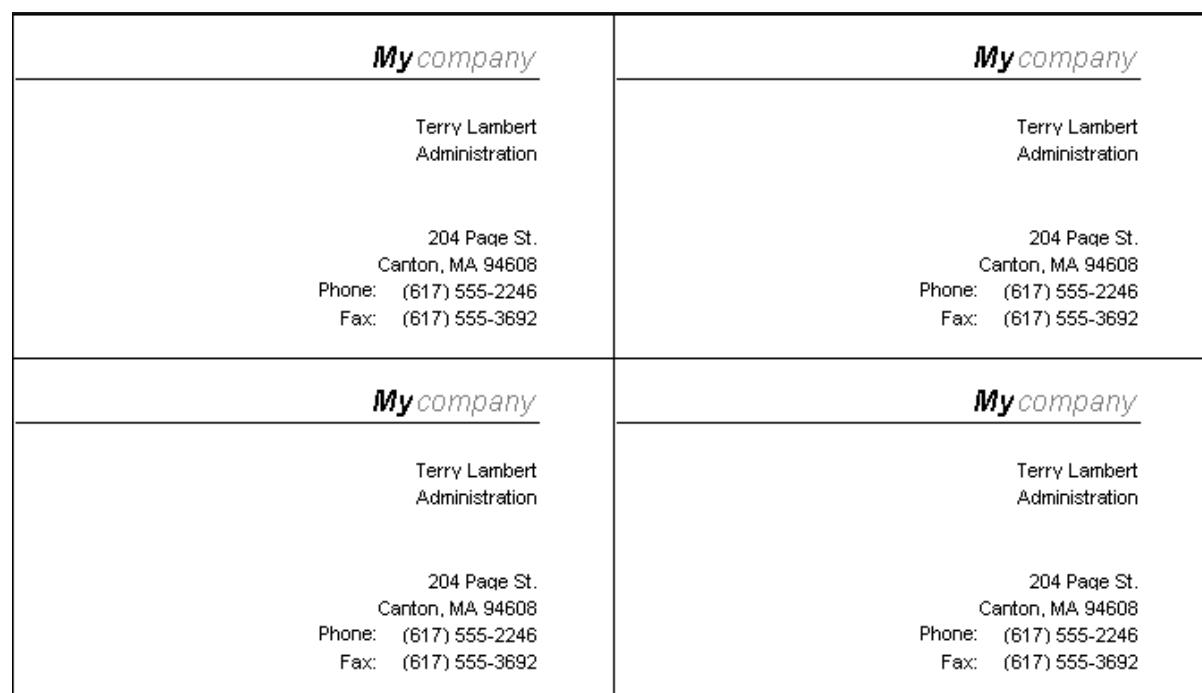 My company
Terry Lambert
Administration
204 Page St.
Canton, MA 94608
Phone: (617) 555-2246
Fax: (617) 555-3692
My company
Terry Lambert
Administration
204 Page St.
Canton, MA 94608
Phone: (617) 555-2246
Fax: (617) 555-3692
My company
Terry Lambert
Administration
204 Page St.
Canton, MA 94608
Phone: (617) 555-2246
Fax: (617) 555-3692
My company
Terry Lambert
Administration
204 Page St.
Canton, MA 94608
Phone: (617) 555-2246
Fax: (617) 555-3692